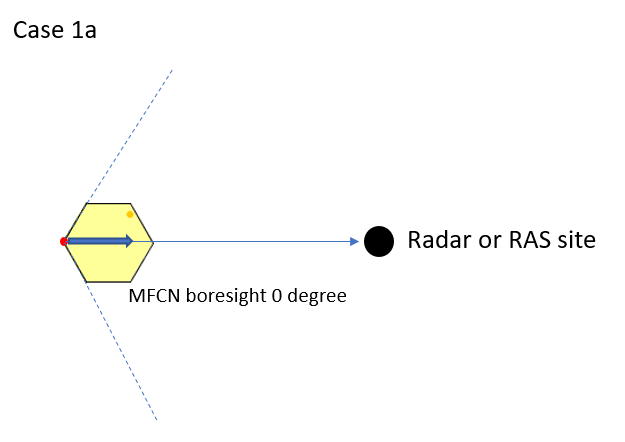 Case 1a
Radar or RAS site
MFCN boresight 0 degree